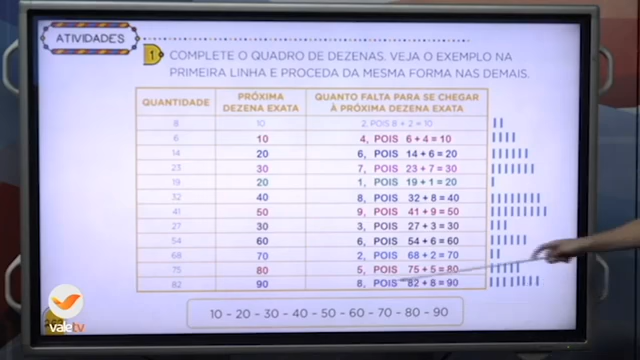 ATIVIDADES
1 COMPLETE O QUADRO DE DEZENAS. VEJA O EXEMPLO NA
PRIMEIRA LINHA E PROCEDA DA MESMA FORMA NAS DEMAIS.
QUANTIDADE PRÓXIMA DEZENA EXATA QUANTO FALTA PARA SE CHEGAR À PRÓXIMA DEZENA EXATA
8 10 2, POIS 8 + 2 = 10
6 10 4, POIS 6 + 4 = 10
14 20 6, POIS 14 + 6 = 20
23 30 7, POIS 23 + 7 = 30
19 20 1, POIS 19 + 1 = 20
32 40 8, POIS 32 + 8 = 40
41 50 9, POIS 41 + 9 = 50
27 30 3, POIS 27 + 3 = 30
54 60 6, POIS 54 + 6 = 60
68 70 2, POIS 68 + 2 = 70
75 80 5, POIS 75 + 5 = 80
82 90 8, POIS 82 + 8 = 90
10 - 20 - 30 - 40 - 50 - 60 - 70 - 80 - 90
valetv